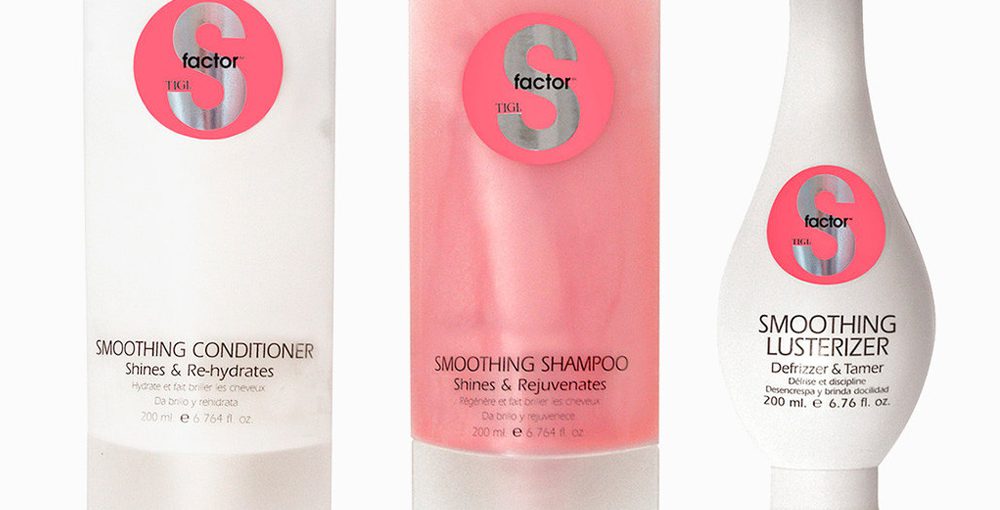 S
factor™
TIGI
SMOOTHING CONDITIONER
Shines & Re-hydrates
Hydrate et fait briller les cheveux
Da brillo y rehidrata
200 ml. e 6.764 fl. oz.
S
factor™
TIGI
SMOOTHING SHAMPOO
Shines & Rejuvenates
Régénère et fait briller les cheveux
Da brillo y rejuvenece
200 ml. e 6.764 fl. oz.
S
factor™
TIGI
SMOOTHING
LUSTERIZER
Defrizzer & Tamer
Défrise et discipline
Desencrespa y brinda docilidad
200 ml. e 6.76 fl. oz.